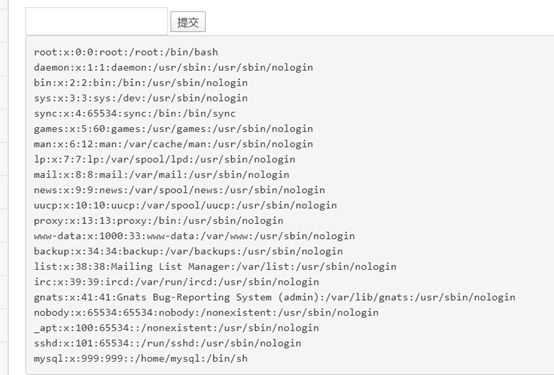 提交
root:x:0:0:root:/root:/bin/bash
daemon:x:1:1:daemon:/usr/sbin:/usr/sbin/nologin
bin:x:2:2:bin:/bin:/usr/sbin/nologin
sys:x:3:3:sys:/dev:/usr/sbin/nologin
sync:x:4:65534:sync:/bin:/bin/sync
games:x:5:60:games:/usr/games:/usr/sbin/nologin
man:x:6:12:man:/var/cache/man:/usr/sbin/nologin
lp:x:7:7:lp:/var/spool/lpd:/usr/sbin/nologin
mail:x:8:8:mail:/var/mail:/usr/sbin/nologin
news:x:9:9:news:/var/spool/news:/usr/sbin/nologin
uucp:x:10:10:uucp:/var/spool/uucp:/usr/sbin/nologin
proxy:x:13:13:proxy:/bin:/usr/sbin/nologin
www-data:x:1000:33:www-data:/var/www:/usr/sbin/nologin
backup:x:34:34:backup:/var/backups:/usr/sbin/nologin
list:x:38:38:Mailing List Manager:/var/list:/usr/sbin/nologin
irc:x:39:39:ircd:/var/run/ircd:/usr/sbin/nologin
gnats:x:41:41:Gnats Bug-Reporting System (admin):/var/lib/gnats:/usr/sbin/nologin
nobody:x:65534:65534:nobody:/nonexistent:/usr/sbin/nologin
_apt:x:100:65534::/nonexistent:/usr/sbin/nologin
sshd:x:101:65534::/run/sshd:/usr/sbin/nologin
mysql:x:999:999::/home/mysql:/bin/sh